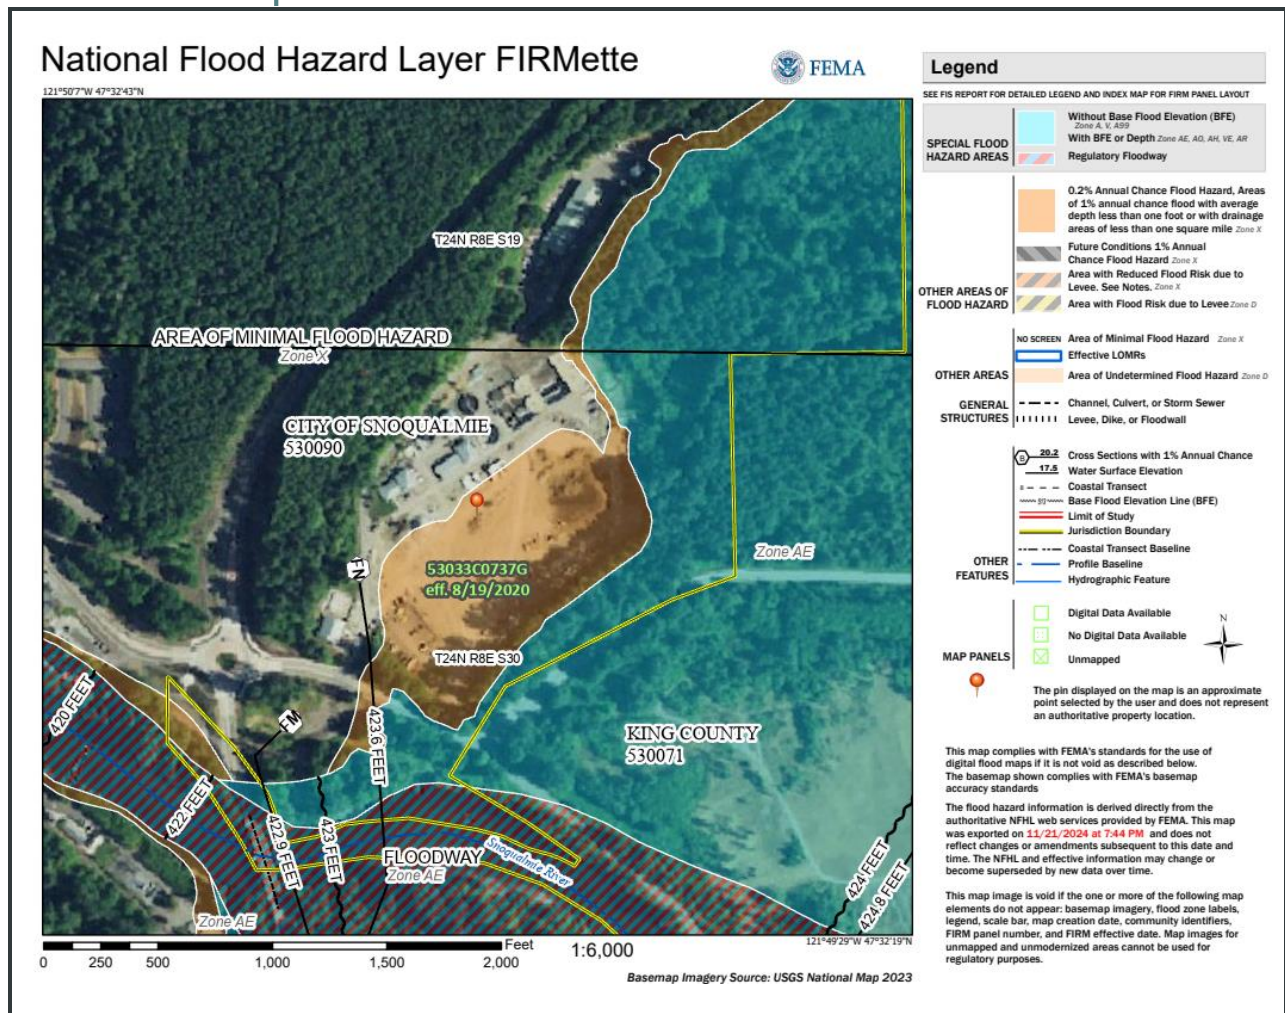 National Flood Hazard Layer FIRMette
FEMA
121°50'7"W 47°32'43"N
T24N R8E S19
AREA OF MINIMAL FLOOD HAZARD
Zone X
CITY OF SNOQUALMIE
530090
FN
53033C0737G
eff. 8/19/2020
Zone AE
T24N R8E S30
420 FEET
FM
423.6 FEET
KING COUNTY
530071
422 FEET
422.9 FEET
423 FEET
FLOODWAY
Zone AE
Snoqualmie River
424 FEET
424.8 FEET
Zone AE
121°49'29"W 47°32'19"N
Feet
0 250 500 1,000 1,500 2,000
1:6,000
Basemap Imagery Source: USGS National Map 2023
Legend
SEE FIS REPORT FOR DETAILED LEGEND AND INDEX MAP FOR FIRM PANEL LAYOUT
SPECIAL FLOOD
HAZARD AREAS
Without Base Flood Elevation (BFE)
Zone A, V, A99
With BFE or Depth Zone AE, AO, AH, VE, AR
Regulatory Floodway
0.2% Annual Chance Flood Hazard, Areas
of 1% annual chance flood with average
depth less than one foot or with drainage
areas of less than one square mile Zone X
Future Conditions 1% Annual
Chance Flood Hazard Zone X
Area with Reduced Flood Risk due to
Levee. See Notes. Zone X
Area with Flood Risk due to Levee Zone D
OTHER AREAS OF
FLOOD HAZARD
NO SCREEN Area of Minimal Flood Hazard Zone X
Effective LOMRs
OTHER AREAS
Area of Undetermined Flood Hazard Zone D
GENERAL
STRUCTURES
Channel, Culvert, or Storm Sewer
Levee, Dike, or Floodwall
B 20.2 Cross Sections with 1% Annual Chance
17.5 Water Surface Elevation
Coastal Transect
Base Flood Elevation Line (BFE)
Limit of Study
Jurisdiction Boundary
Coastal Transect Baseline
OTHER
FEATURES
Profile Baseline
Hydrographic Feature
Digital Data Available
No Digital Data Available
Unmapped
MAP PANELS
N
The pin displayed on the map is an approximate
point selected by the user and does not represent
an authoritative property location.
This map complies with FEMA's standards for the use of
digital flood maps if it is not void as described below.
The basemap shown complies with FEMA's basemap
accuracy standards
The flood hazard information is derived directly from the
authoritative NFHL web services provided by FEMA. This map
was exported on 11/21/2024 at 7:44 PM and does not
reflect changes or amendments subsequent to this date and
time. The NFHL and effective information may change or
become superseded by new data over time.
This map image is void if the one or more of the following map
elements do not appear: basemap imagery, flood zone labels,
legend, scale bar, map creation date, community identifiers,
FIRM panel number, and FIRM effective date. Map images for
unmapped and unmodernized areas cannot be used for
regulatory purposes.